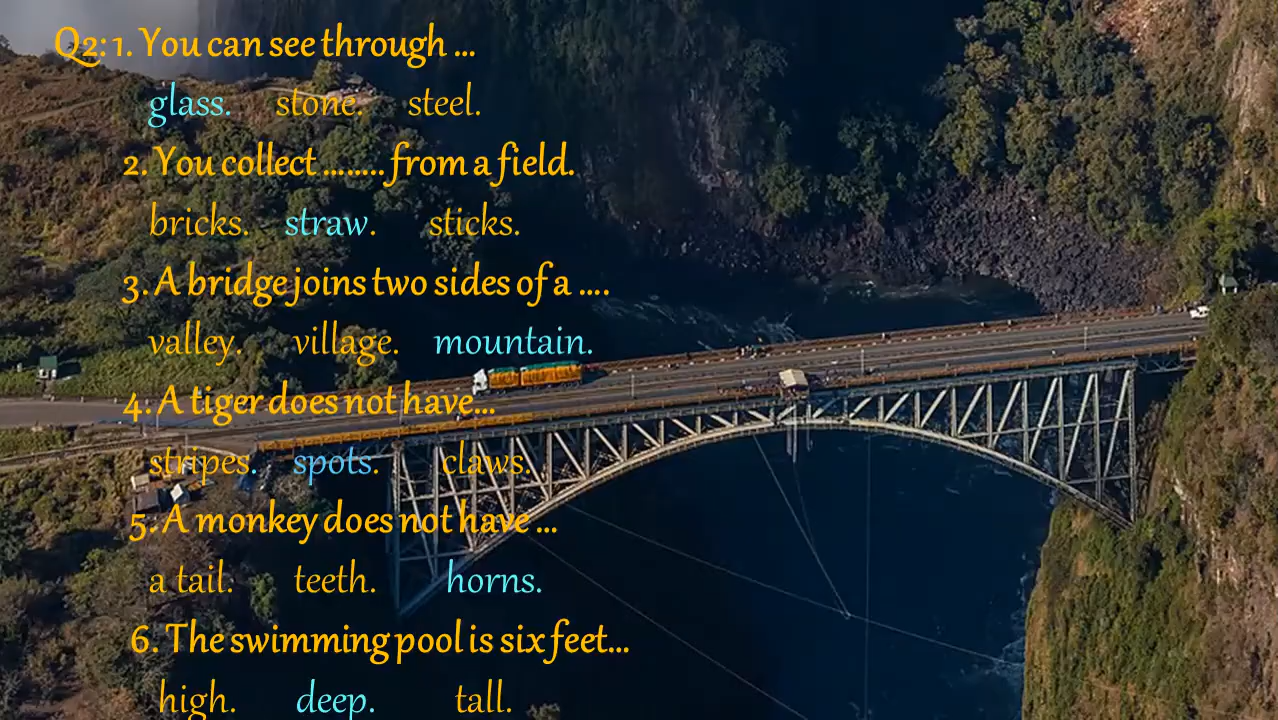 Q2: 1. You can see through ...
glass. stone. steel.
2. You collect ........ from a field.
bricks. straw. sticks.
3. A bridge joins two sides of a ....
valley. village. mountain.
4. A tiger does not have...
stripes. spots. claws.
5. A monkey does not have ...
a tail. teeth. horns.
6. The swimming pool is six feet...
high. deep. tall.